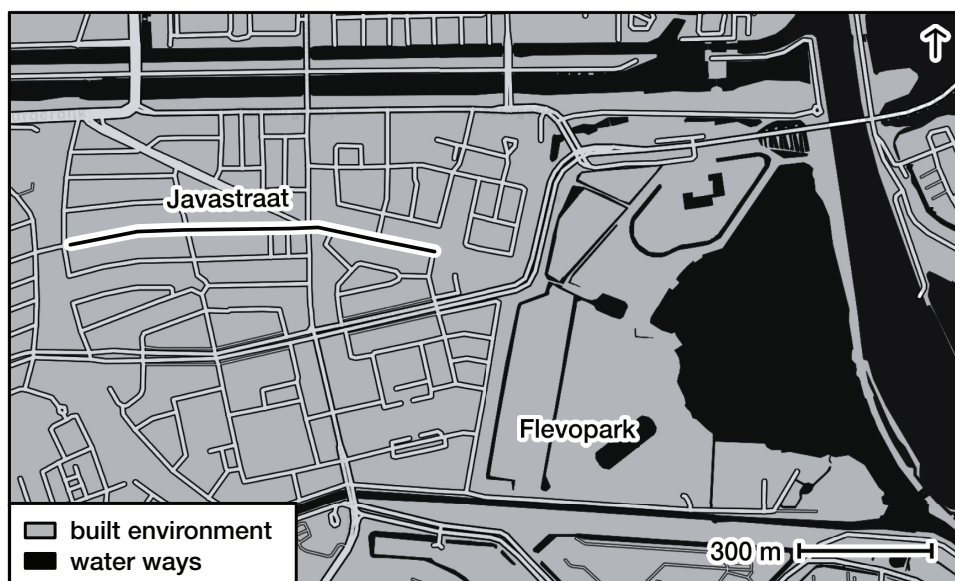 Javastraat
Flevopark
built environment
water ways
300 m